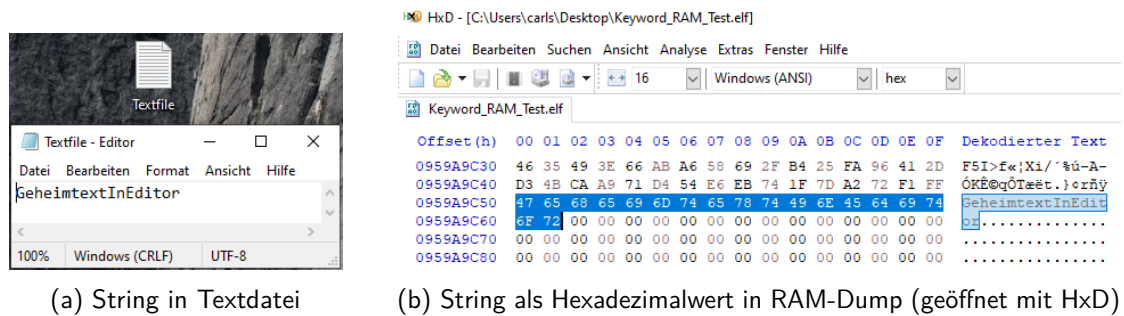 Textfile
Textfile - Editor
Datei Bearbeiten Format Ansicht Hilfe
GeheimtextInEditor
100% Windows (CRLF) UTF-8
(a) String in Textdatei
HxD - [C:\Users\carls\Desktop\Keyword_RAM_Test.elf]
Datei Bearbeiten Suchen Ansicht Analyse Extras Fenster Hilfe
16 Windows (ANSI) hex
Keyword_RAM_Test.elf
Offset(h) 00 01 02 03 04 05 06 07 08 09 0A 0B 0C 0D 0E 0F Dekodierter Text
0959A9C30 46 35 49 3E 66 AB A6 58 69 2F B4 25 FA 96 41 2D F5I>f«¦Xi/´%ú–A-
0959A9C40 D3 4B CA A9 71 D4 54 E6 EB 74 1F 7D A2 72 F1 FF ÓKÊ©qÔTæët.}¢rñÿ
0959A9C50 47 65 68 65 69 6D 74 65 78 74 49 6E 45 64 69 74 GeheimtextInEdit
0959A9C60 6F 72 00 00 00 00 00 00 00 00 00 00 00 00 00 00 or..............
0959A9C70 00 00 00 00 00 00 00 00 00 00 00 00 00 00 00 00 ................
0959A9C80 00 00 00 00 00 00 00 00 00 00 00 00 00 00 00 00 ................
(b) String als Hexadezimalwert in RAM-Dump (geöffnet mit HxD)